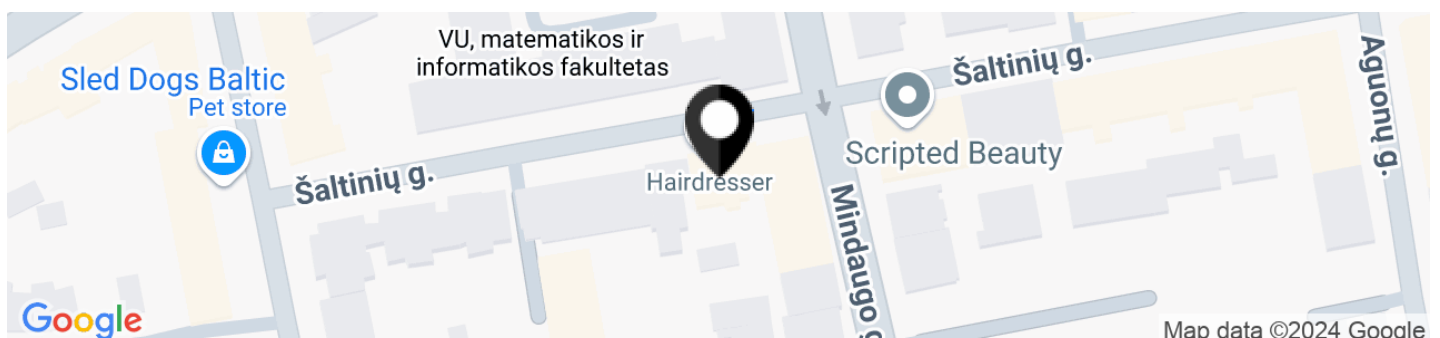 VU, matematikos ir
informatikos fakultetas
Sled Dogs Baltic
Pet store
Šaltinių g.
Aguonų g.
Scripted Beauty
Šaltinių g.
Hairdresser
Mindaugo g
Google
Map data ©2024 Google